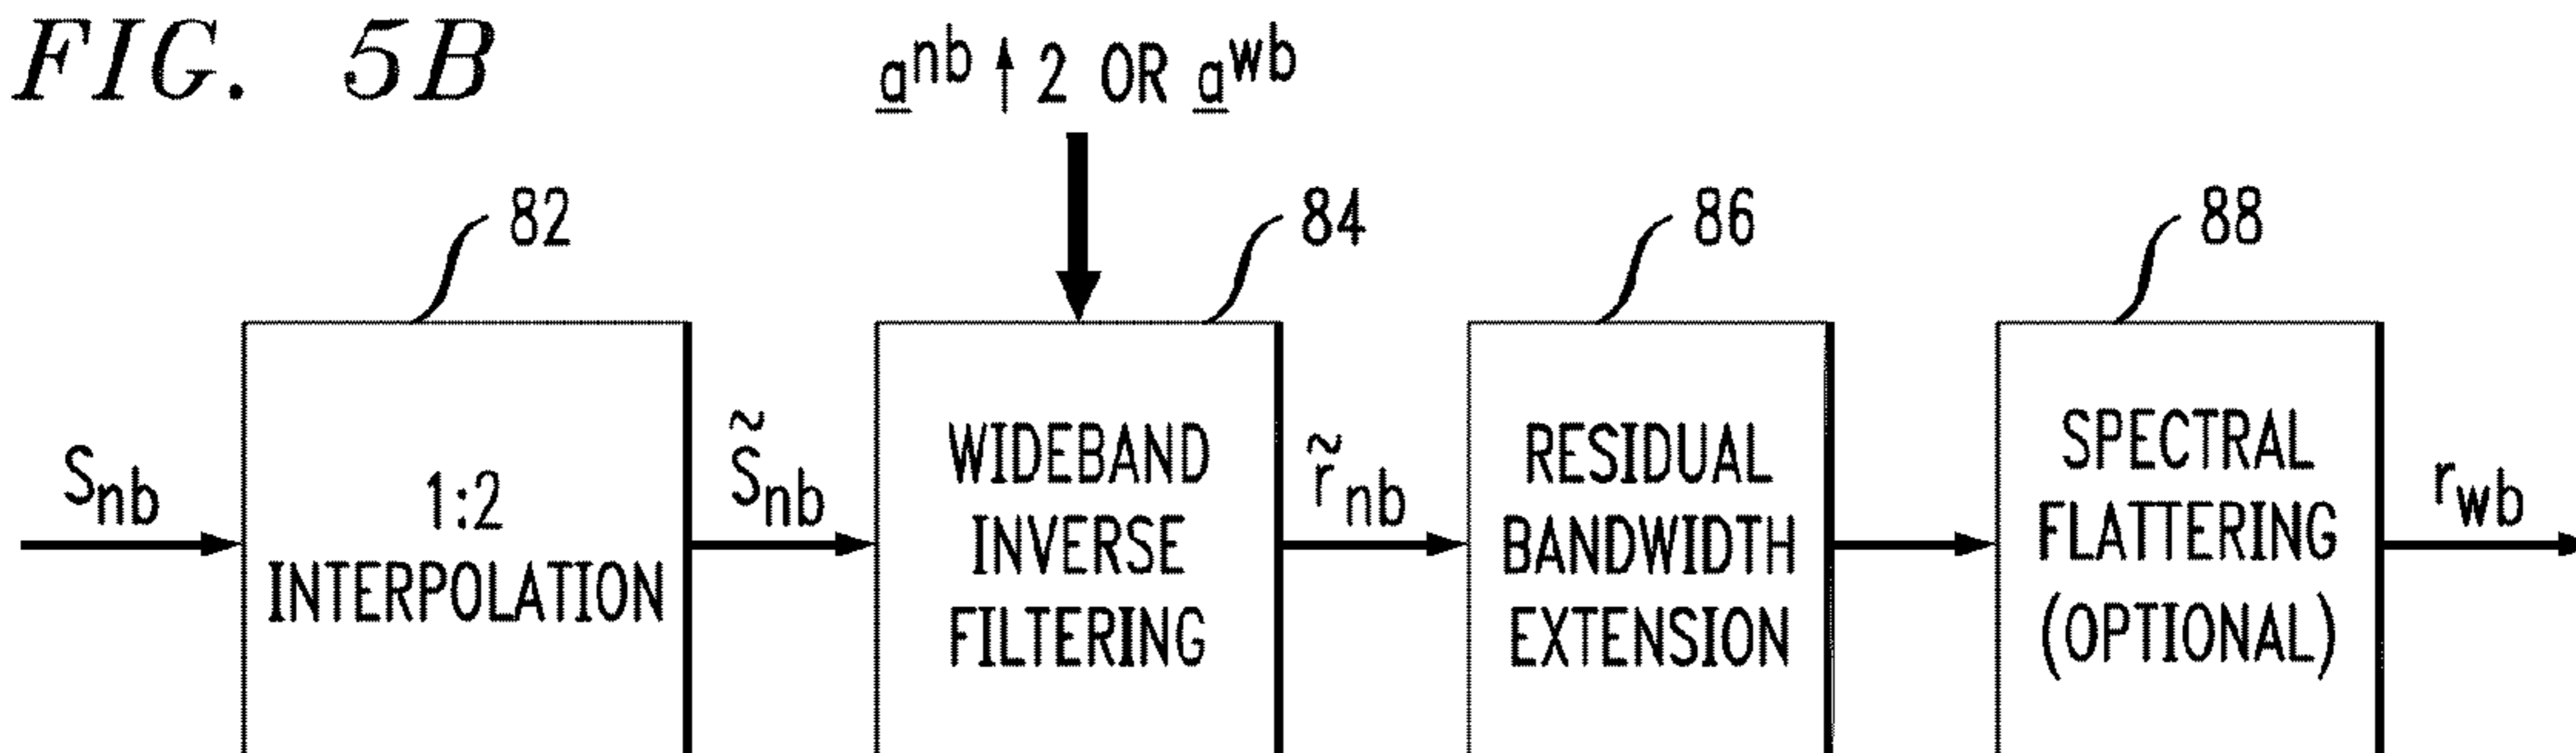 FIG. 5B
a^nb ↑ 2 OR a^wb
82
84
86
88
S_nb
1:2
INTERPOLATION
s̃_nb
WIDEBAND
INVERSE
FILTERING
r̃_nb
RESIDUAL
BANDWIDTH
EXTENSION
SPECTRAL
FLATTERING
(OPTIONAL)
r_wb